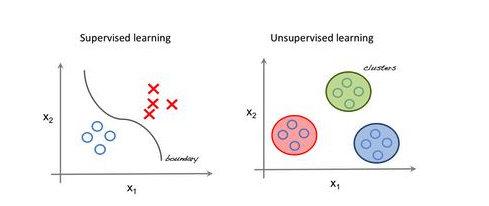 Supervised learning
x2
boundary
x1
Unsupervised learning
clusters
x2
x1